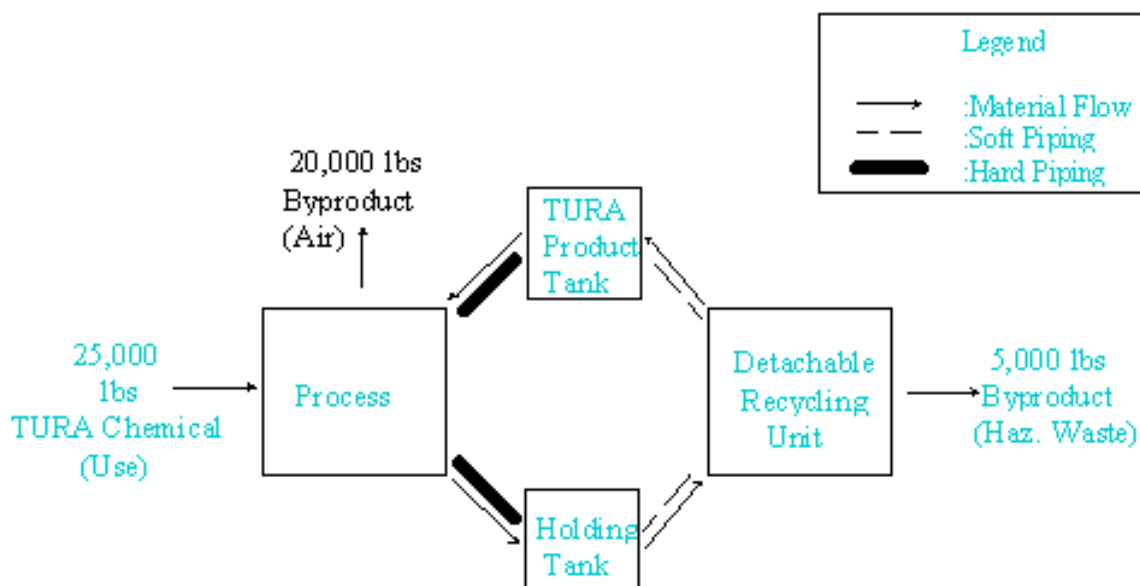 Legend
:Material Flow
:Soft Piping
:Hard Piping
20,000 lbs
Byproduct
(Air)
TURA
Product
Tank
25,000
lbs
TURA Chemical
(Use)
Process
Detachable
Recycling
Unit
5,000 lbs
Byproduct
(Haz. Waste)
Holding
Tank